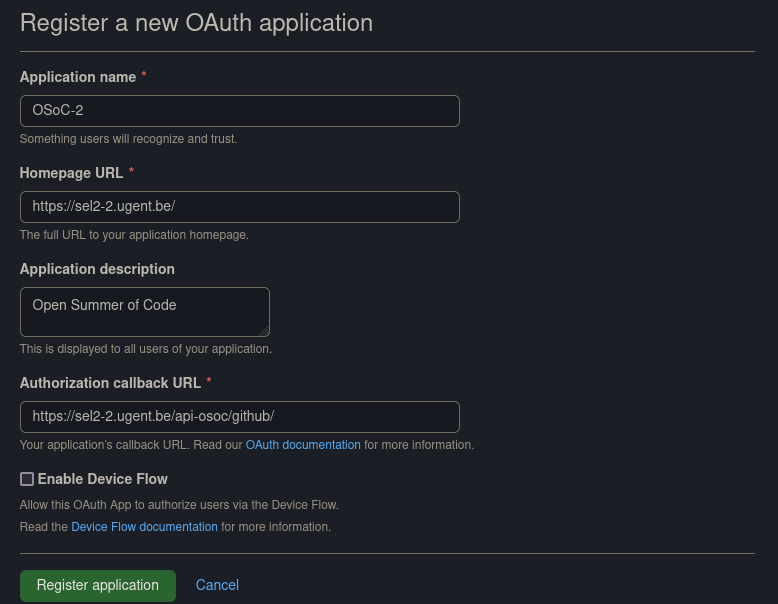 Register a new OAuth application
Application name *
OSoC-2
Something users will recognize and trust.
Homepage URL *
https://sel2-2.ugent.be/
The full URL to your application homepage.
Application description
Open Summer of Code
This is displayed to all users of your application.
Authorization callback URL *
https://sel2-2.ugent.be/api-osoc/github/
Your application's callback URL. Read our OAuth documentation for more information.
Enable Device Flow
Allow this OAuth App to authorize users via the Device Flow.
Read the Device Flow documentation for more information.
Register application Cancel